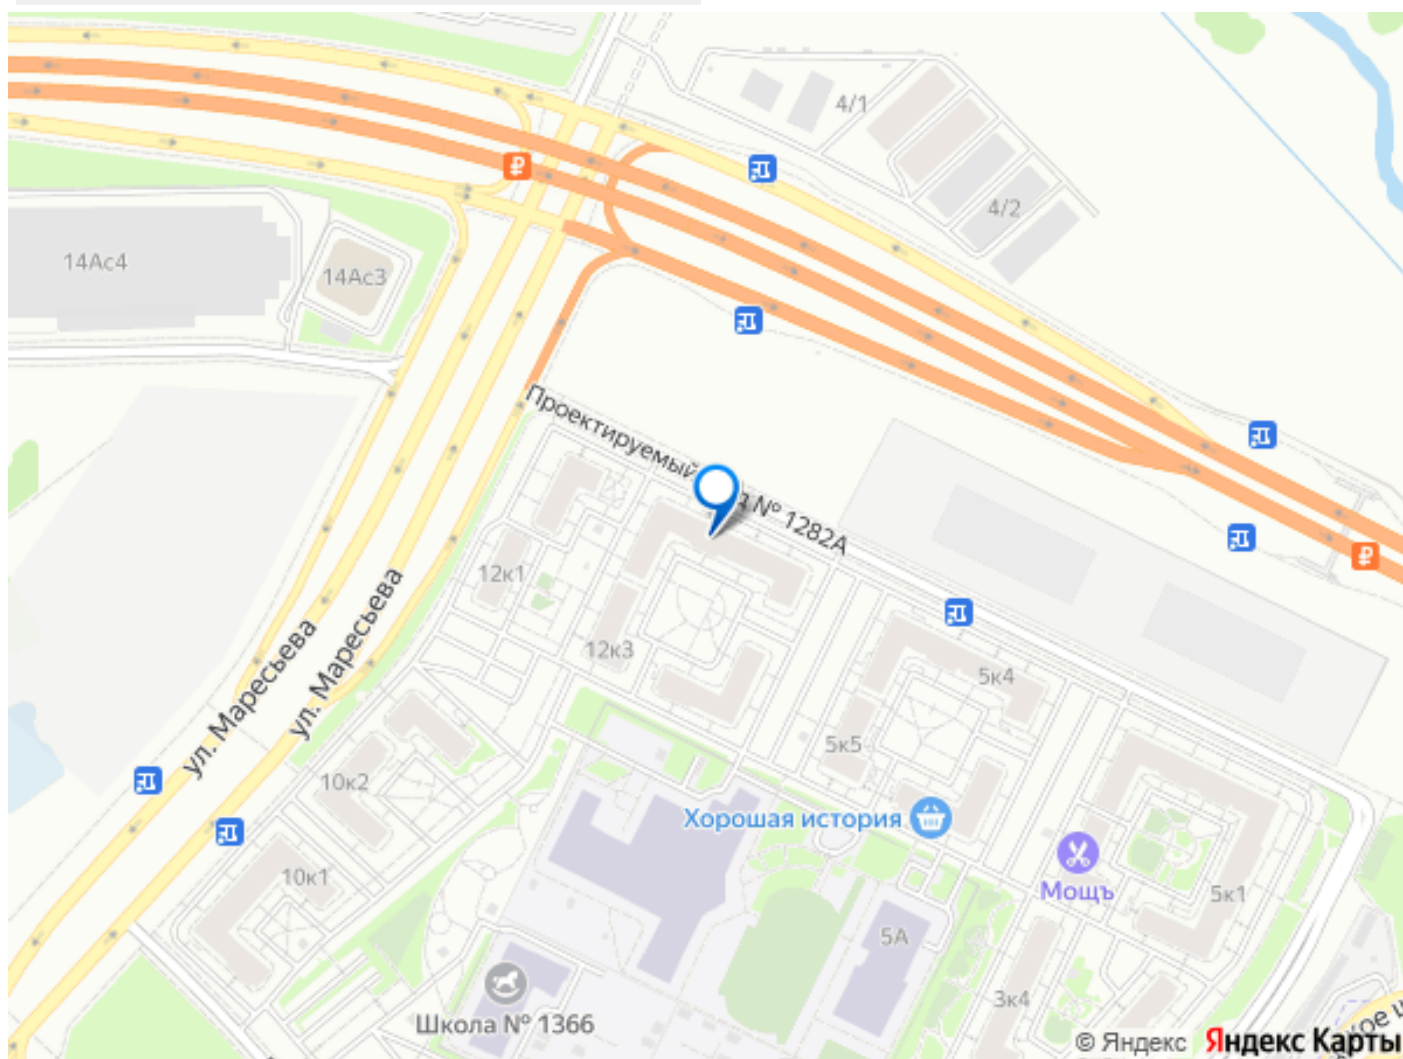 4/1
4/2
₽
14Ас4
14Ас3
Проектируемый
д № 1282А
₽
12к1
12к3
ул. Маресьева
ул. Маресьева
5к4
5к5
10к2
Хорошая история
10к1
Мощъ
5к1
5А
3к4
Школа № 1366
© Яндекс
Яндекс Карты